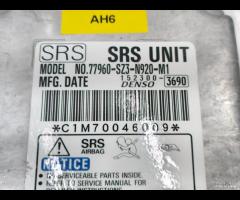 AH6
SRS SRS UNIT
MODEL NO.77960-SZ3-N920-M1
MFG. DATE 152300- 3690
DENSO
*C1M70046009*
SRS
AIRBAG
NOTICE